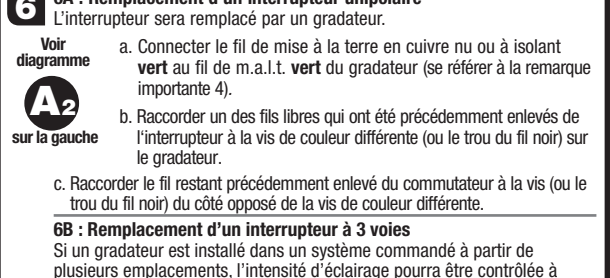 6
6A : Remplacement d'un interrupteur unipolaire
L'interrupteur sera remplacé par un gradateur.
Voir
diagramme
A2
sur la gauche
a. Connecter le fil de mise à la terre en cuivre nu ou à isolant
vert au fil de m.a.l.t. vert du gradateur (se référer à la remarque
importante 4).
b. Raccorder un des fils libres qui ont été précédemment enlevés de
l'interrupteur à la vis de couleur différente (ou le trou du fil noir) sur
le gradateur.
c. Raccorder le fil restant précédemment enlevé du commutateur à la vis (ou le
trou du fil noir) du côté opposé de la vis de couleur différente.
6B : Remplacement d'un interrupteur à 3 voies
Si un gradateur est installé dans un système commandé à partir de
plusieurs emplacements, l'intensité d'éclairage pourra être contrôlée à